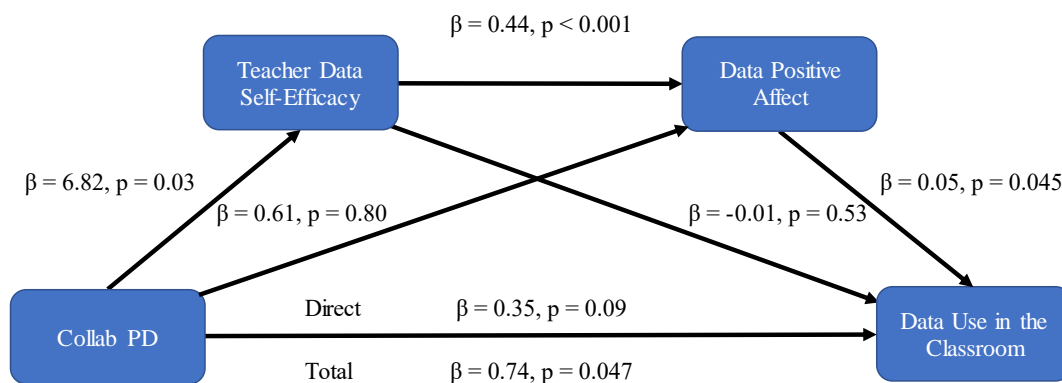 β = 0.44, p < 0.001
Teacher Data
Self-Efficacy
Data Positive
Affect
β = 6.82, p = 0.03
β = 0.61, p = 0.80
β = -0.01, p = 0.53
β = 0.05, p = 0.045
Collab PD
Direct
β = 0.35, p = 0.09
Total
β = 0.74, p = 0.047
Data Use in the
Classroom